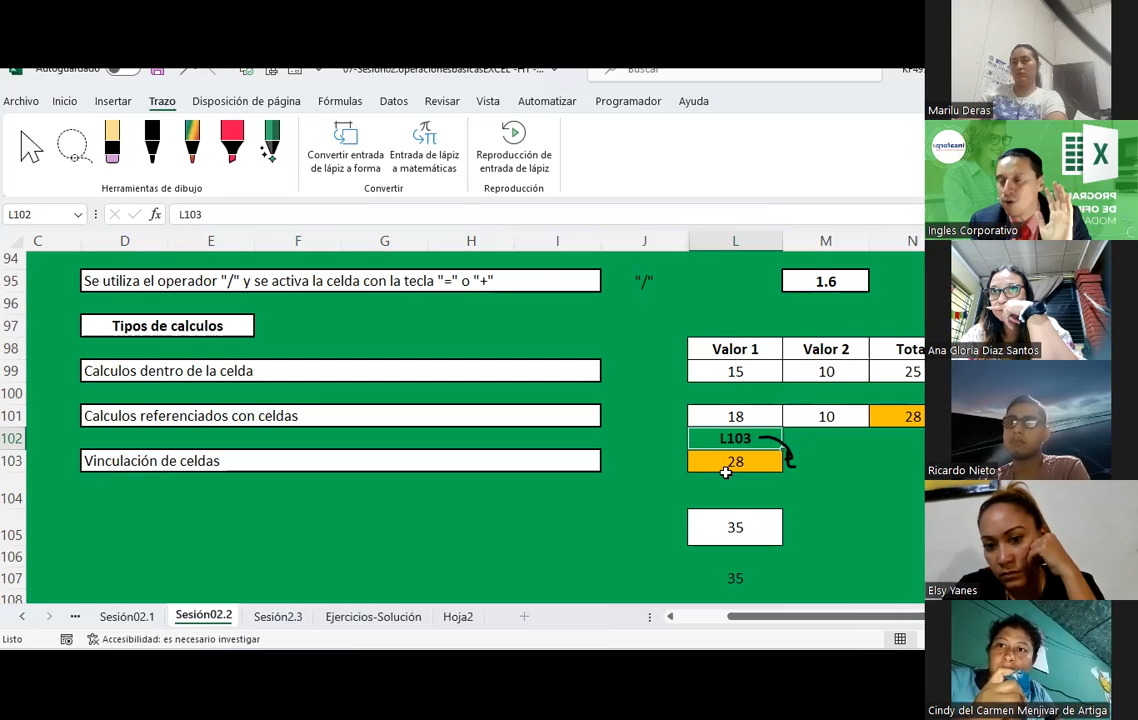 Autoguardado
07-Sesión02.operacionesbasicasEXCEL -HT -...
Buscar
Archivo Inicio Insertar Trazo Disposición de página Fórmulas Datos Revisar Vista Automatizar Programador Ayuda
Convertir entrada de lápiz a forma
Entrada de lápiz a matemáticas
Reproducción de entrada de lápiz
Herramientas de dibujo
Convertir
Reproducción
L102
fx
L103
C D E F G H I J L M N
94
95 Se utiliza el operador "/" y se activa la celda con la tecla "=" o "+" "/" 1.6
96
97 Tipos de calculos
98 Valor 1 Valor 2 Tota
99 Calculos dentro de la celda 15 10 25
100
101 Calculos referenciados con celdas 18 10 28
102 L103
103 Vinculación de celdas 28
104
105 35
106
107 35
108
Sesión02.1 Sesión02.2 Sesión2.3 Ejercicios-Solución Hoja2
Listo
Accesibilidad: es necesario investigar
Marilu Deras
Ingles Corporativo
Ana Gloria Diaz Santos
Ricardo Nieto
Elsy Yanes
Cindy del Carmen Menjivar de Artiga